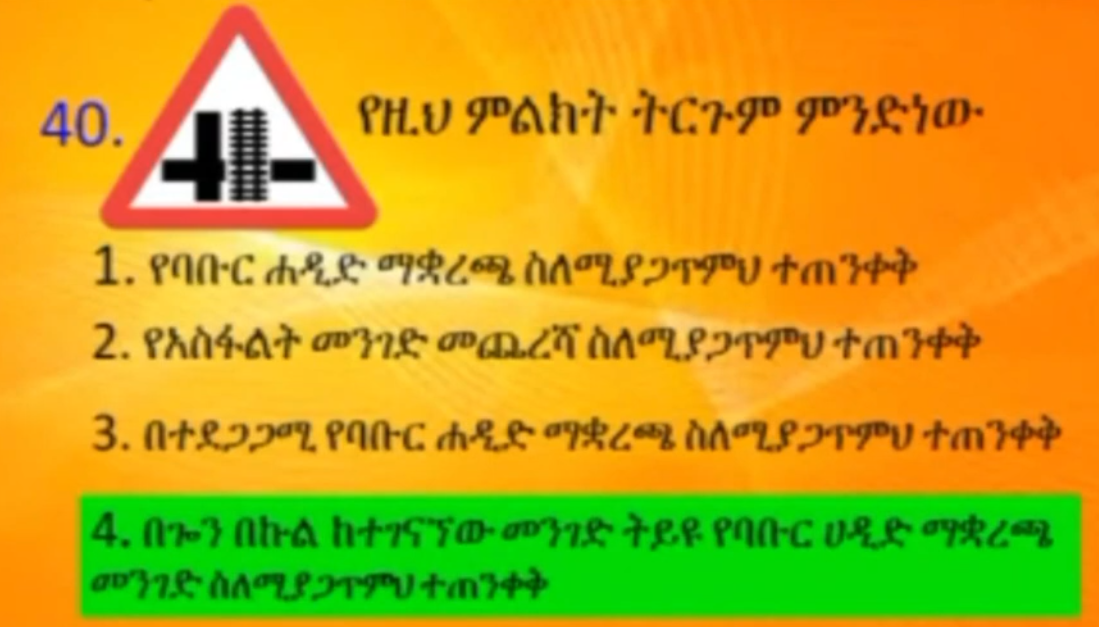 40. የዚህ ምልክት ትርጉም ምንድነው
1. የባቡር ሐዲድ ማቋረጫ ስለሚያጋጥምህ ተጠንቀቅ
2. የአስፋልት መንገድ መጨረሻ ስለሚያጋጥምህ ተጠንቀቅ
3. በተደጋጋሚ የባቡር ሐዲድ ማቋረጫ ስለሚያጋጥምህ ተጠንቀቅ
4. በጐን በኩል ከተገናኘው መንገድ ትይዩ የባቡር ሀዲድ ማቋረጫ
መንገድ ስለሚያጋጥምህ ተጠንቀቅ